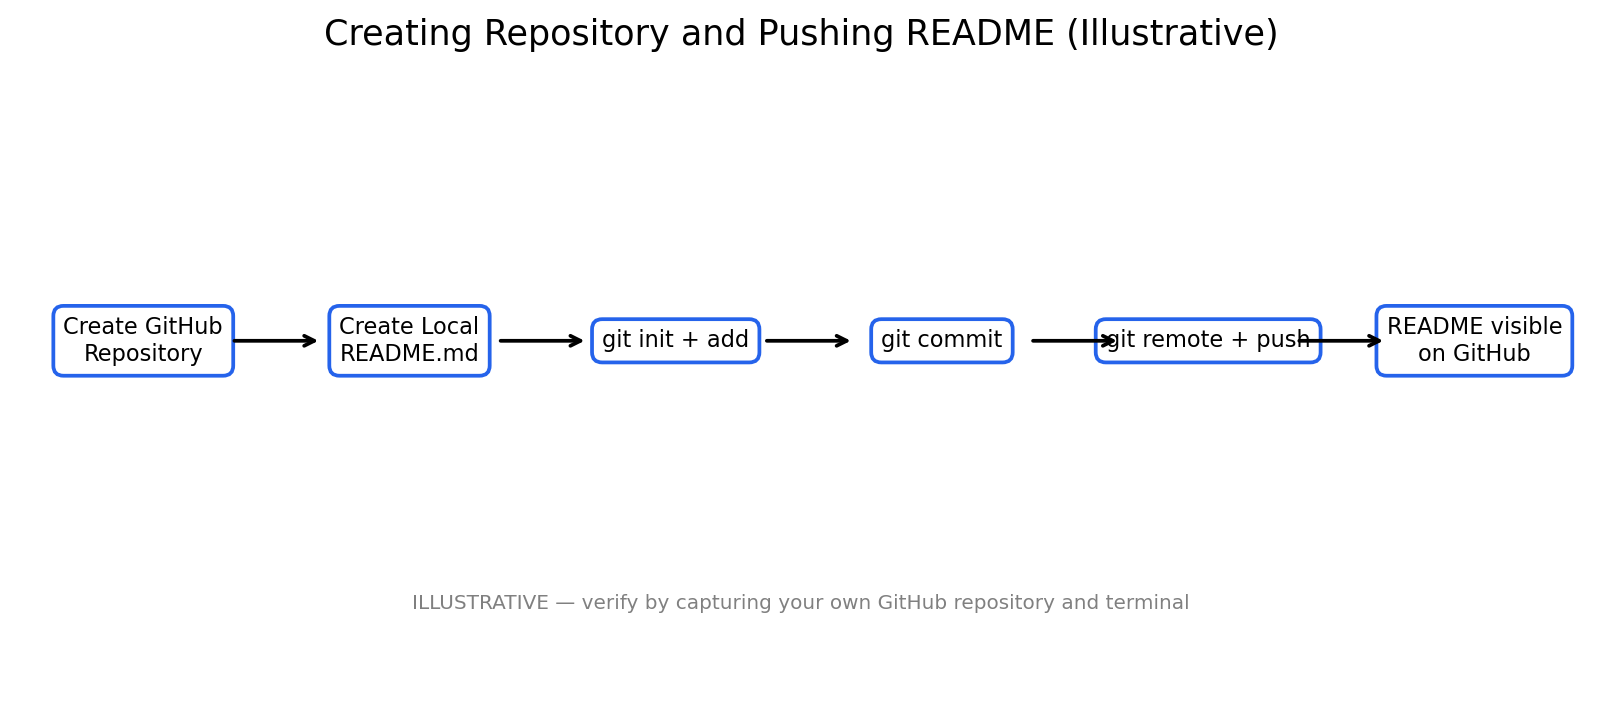 Creating Repository and Pushing README (Illustrative)
Create GitHub
Repository
Create Local
README.md
git init + add
git commit
git remote + push
README visible
on GitHub
ILLUSTRATIVE — verify by capturing your own GitHub repository and terminal